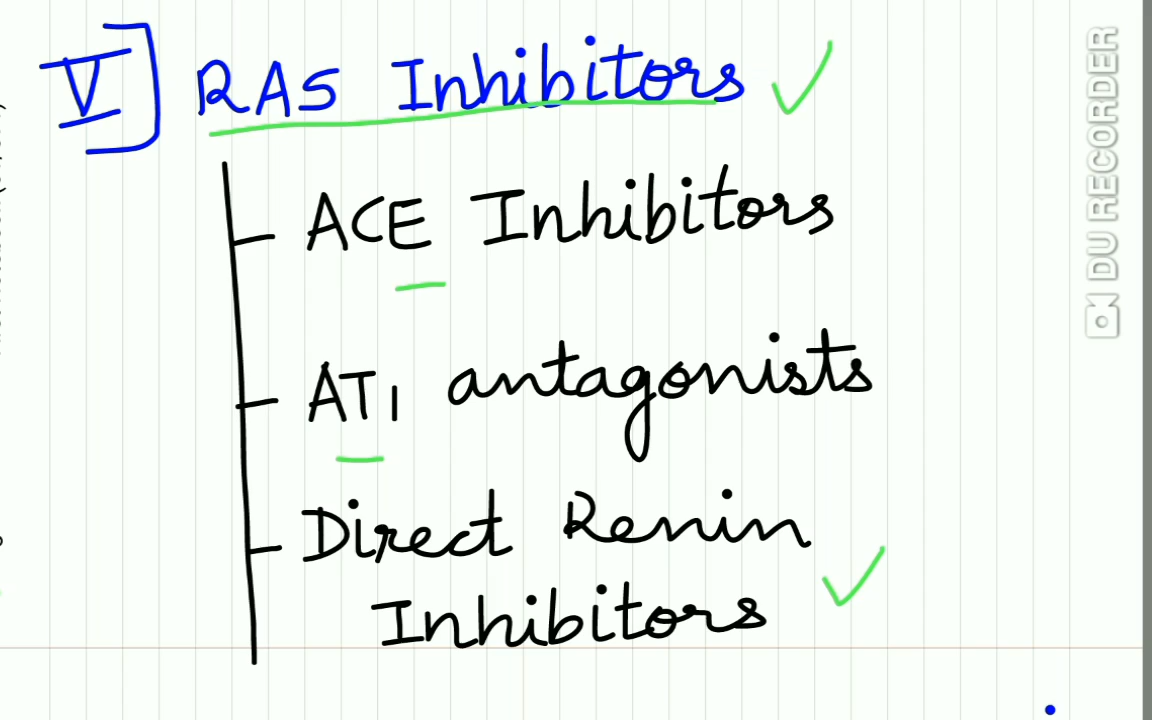 V] RAS Inhibitors ✓
- ACE Inhibitors
- AT1 antagonists
- Direct Renin
Inhibitors ✓
DU RECORDER